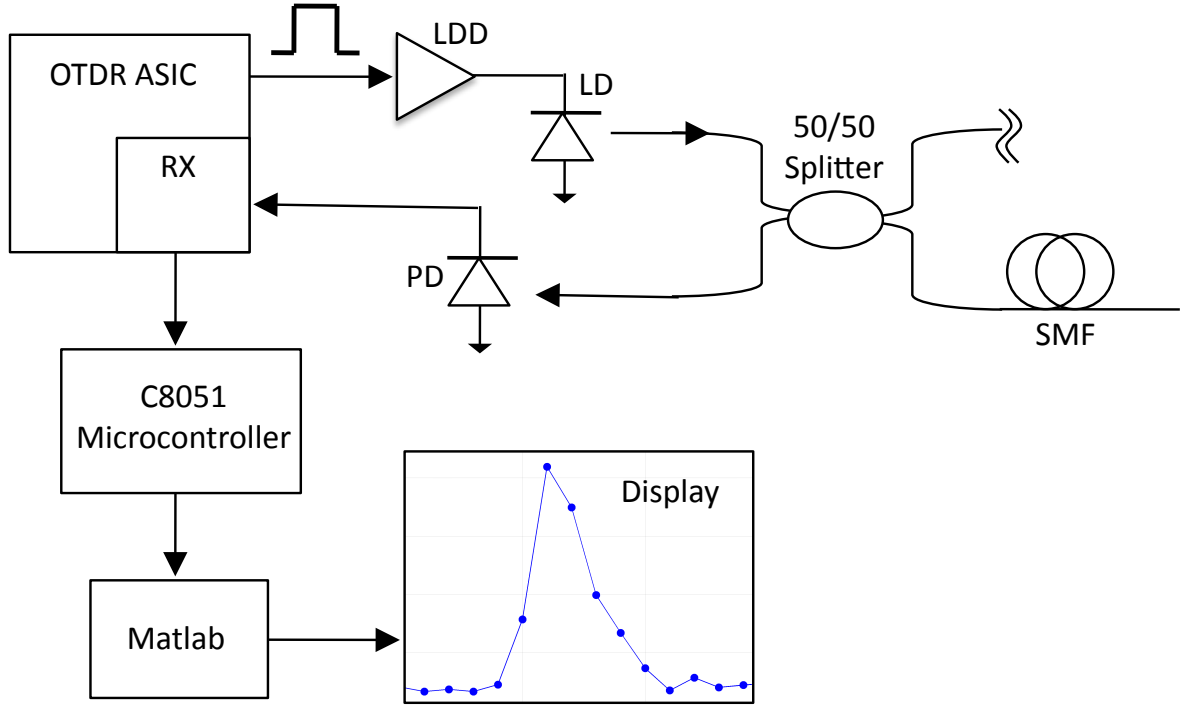 OTDR ASIC
LDD
LD
RX
50/50
Splitter
PD
SMF
C8051
Microcontroller
Display
Matlab